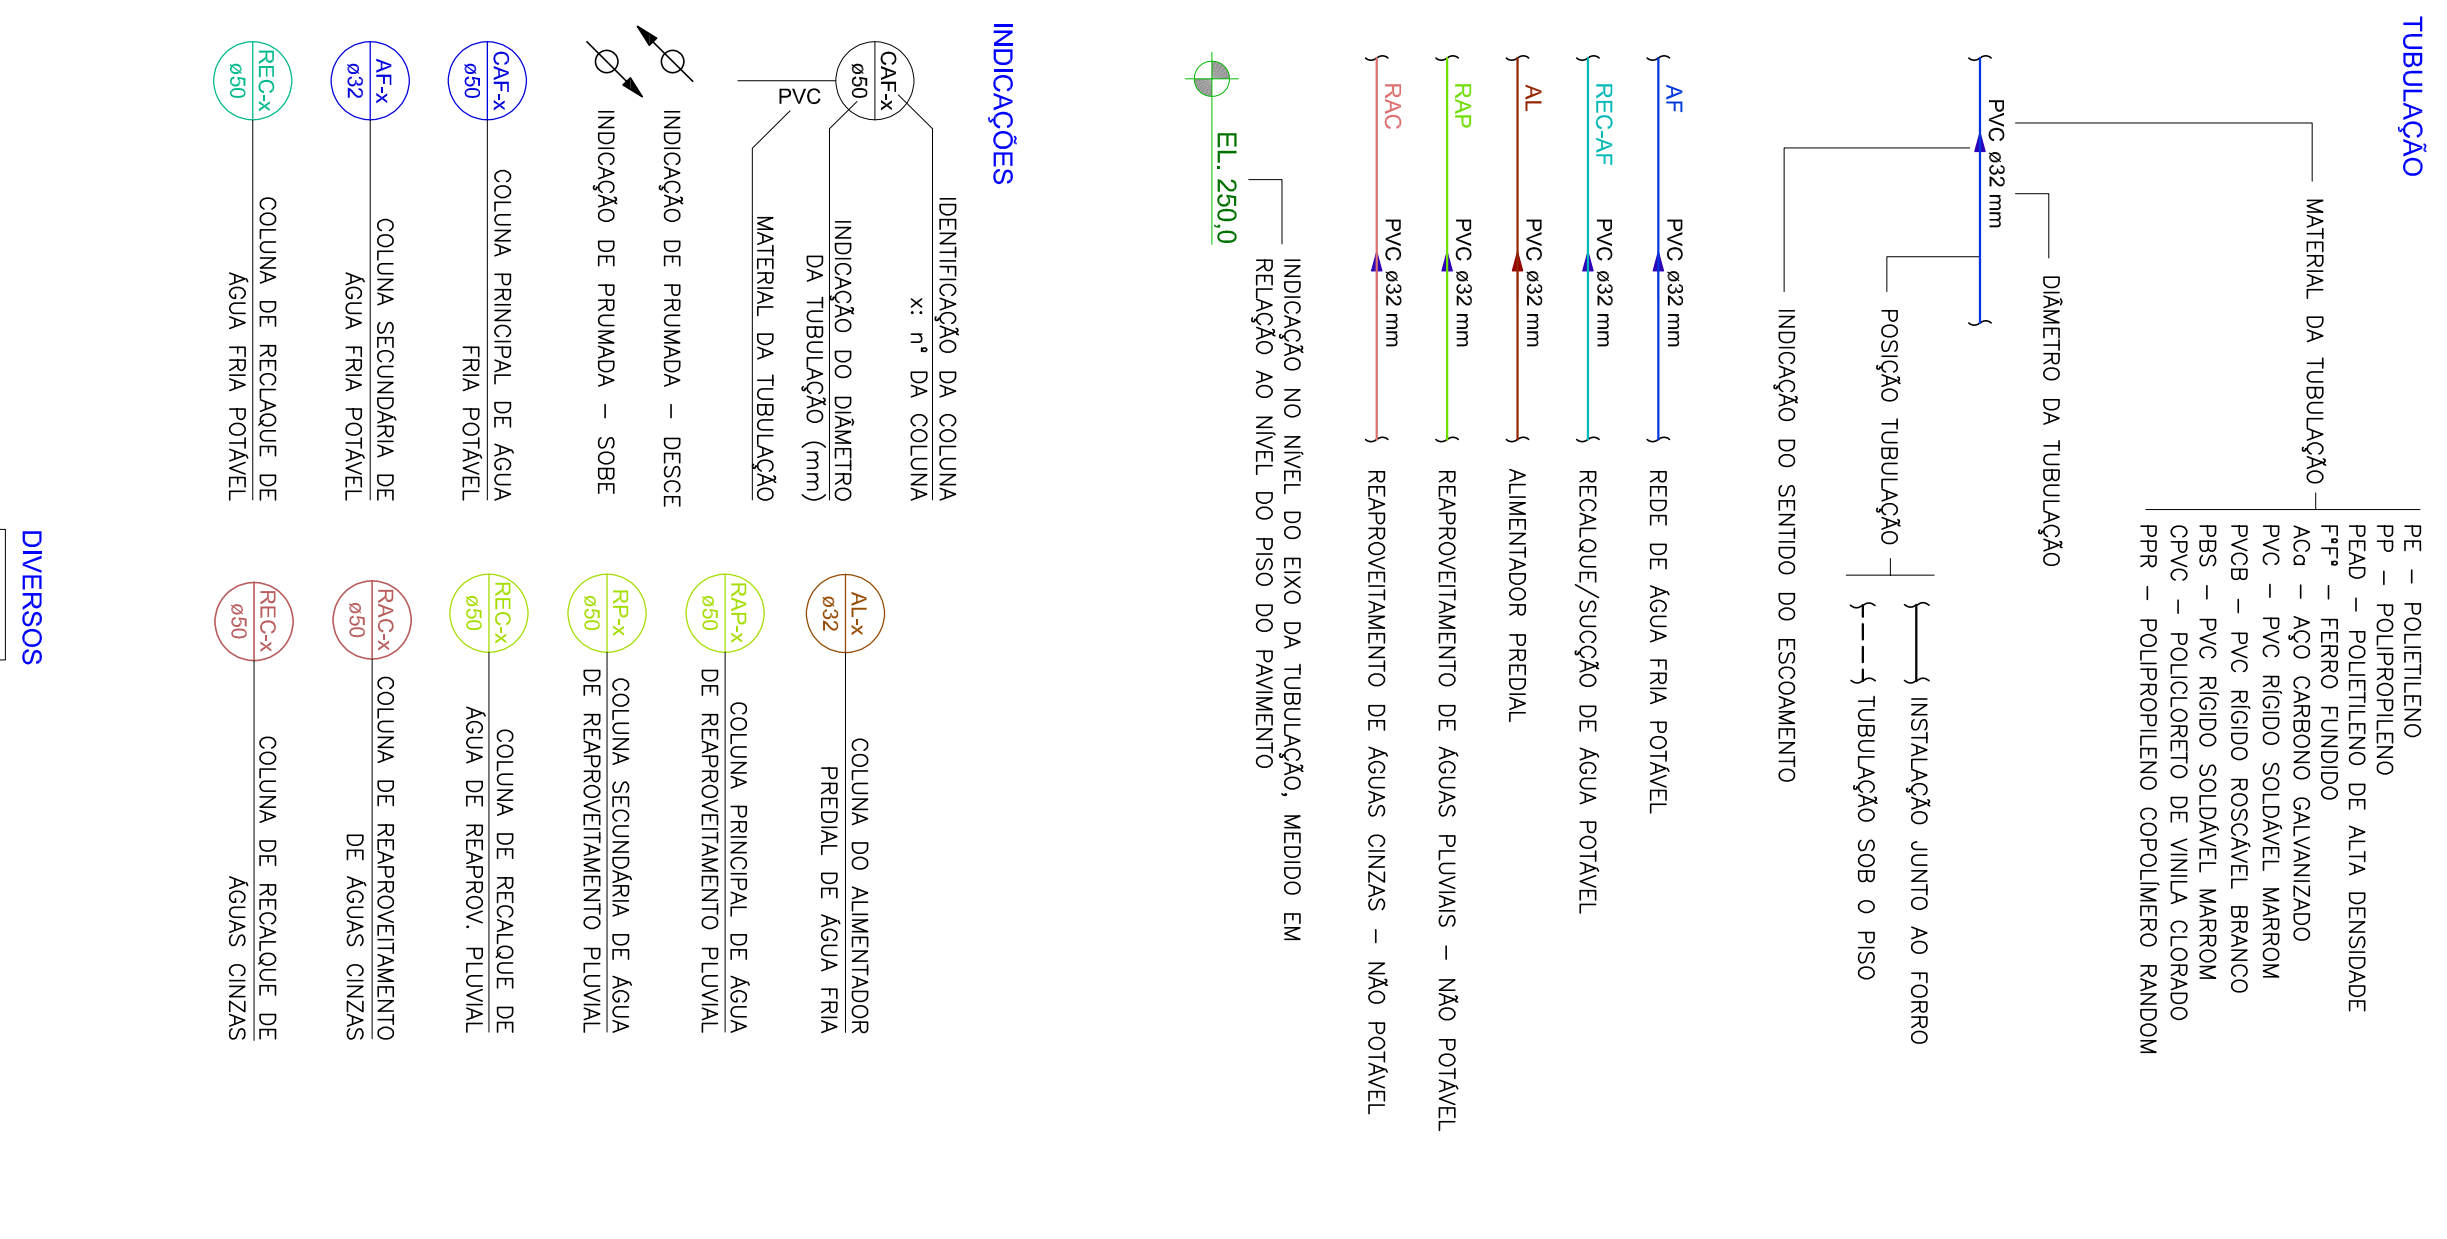 TUBULAÇÃO
PE – POLIETILENO
PP – POLIPROPILENO
PEAD – POLIETILENO DE ALTA DENSIDADE
FºFº – FERRO FUNDIDO
ACa – AÇO CARBONO GALVANIZADO
PVC – PVC RÍGIDO SOLDÁVEL MARROM
PVCB – PVC RÍGIDO ROSCÁVEL BRANCO
PBS – PVC RÍGIDO SOLDÁVEL MARROM
CPVC – POLICLORETO DE VINILA CLORADO
PPR – POLIPROPILENO COPOLÍMERO RANDOM
MATERIAL DA TUBULAÇÃO
DIÂMETRO DA TUBULAÇÃO
PVC ø32 mm
POSIÇÃO TUBULAÇÃO
INSTALAÇÃO JUNTO AO FORRO
TUBULAÇÃO SOB O PISO
INDICAÇÃO DO SENTIDO DO ESCOAMENTO
AF PVC ø32 mm REDE DE ÁGUA FRIA POTÁVEL
REC-AF PVC ø32 mm RECALQUE/SUCÇÃO DE ÁGUA POTÁVEL
AL PVC ø32 mm ALIMENTADOR PREDIAL
RAP PVC ø32 mm REAPROVEITAMENTO DE ÁGUAS PLUVIAIS – NÃO POTÁVEL
RAC PVC ø32 mm REAPROVEITAMENTO DE ÁGUAS CINZAS – NÃO POTÁVEL
INDICAÇÃO NO NÍVEL DO EIXO DA TUBULAÇÃO, MEDIDO EM
RELAÇÃO AO NÍVEL DO PISO DO PAVIMENTO
EL. 250,0
INDICAÇÕES
IDENTIFICAÇÃO DA COLUNA
x: nº DA COLUNA
CAF-x
ø50
INDICAÇÃO DO DIÂMETRO
DA TUBULAÇÃO (mm)
PVC
MATERIAL DA TUBULAÇÃO
INDICAÇÃO DE PRUMADA – DESCE
INDICAÇÃO DE PRUMADA – SOBE
CAF-x
ø50
COLUNA PRINCIPAL DE ÁGUA
FRIA POTÁVEL
AF-x
ø32
COLUNA SECUNDÁRIA DE
ÁGUA FRIA POTÁVEL
REC-x
ø50
COLUNA DE RECLAQUE DE
ÁGUA FRIA POTÁVEL
AL-x
ø32
COLUNA DO ALIMENTADOR
PREDIAL DE ÁGUA FRIA
RAP-x
ø50
COLUNA PRINCIPAL DE ÁGUA
DE REAPROVEITAMENTO PLUVIAL
RP-x
ø50
COLUNA SECUNDÁRIA DE ÁGUA
DE REAPROVEITAMENTO PLUVIAL
REC-x
ø50
COLUNA DE RECALQUE DE
ÁGUA DE REAPROV. PLUVIAL
RAC-x
ø50
COLUNA DE REAPROVEITAMENTO
DE ÁGUAS CINZAS
REC-x
ø50
COLUNA DE RECALQUE DE
ÁGUAS CINZAS
DIVERSOS